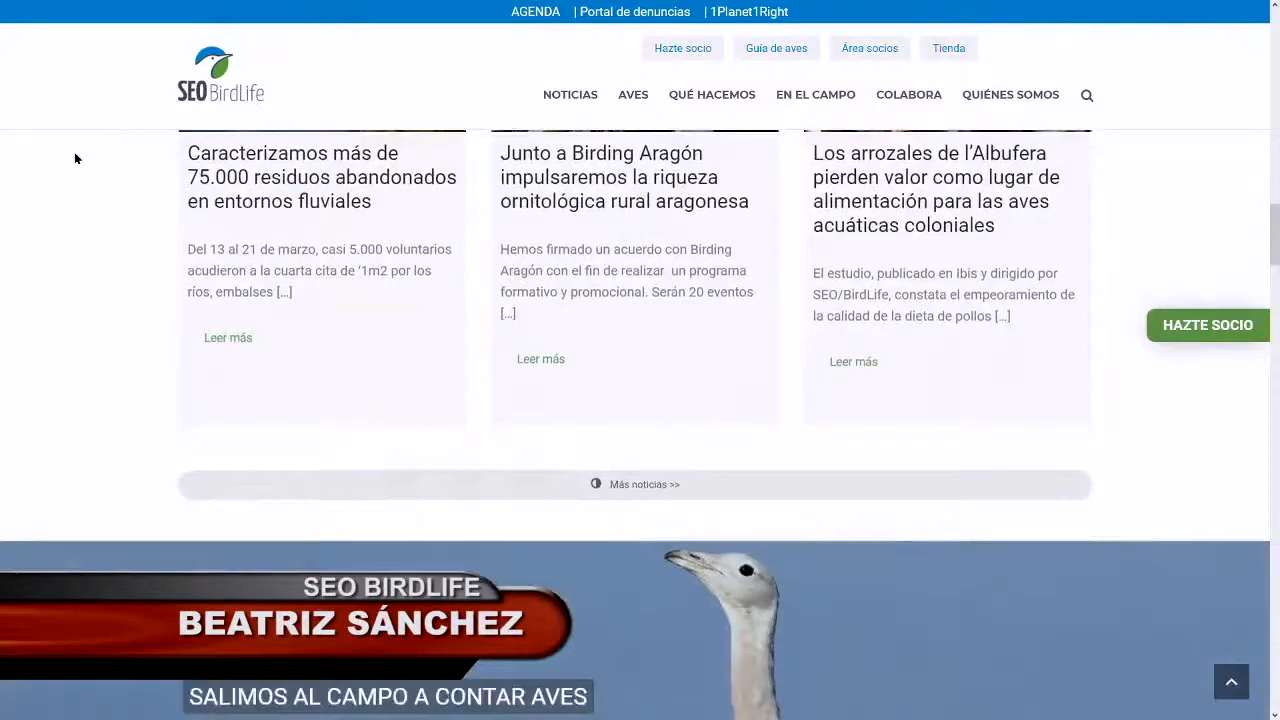 AGENDA | Portal de denuncias | 1Planet1Right
Hazte socio Guía de aves Área socios Tienda
SEO BirdLife
NOTICIAS AVES QUÉ HACEMOS EN EL CAMPO COLABORA QUIÉNES SOMOS
Caracterizamos más de
75.000 residuos abandonados
en entornos fluviales
Del 13 al 21 de marzo, casi 5.000 voluntarios
acudieron a la cuarta cita de ‘1m2 por los
ríos, embalses [...]
Leer más
Junto a Birding Aragón
impulsaremos la riqueza
ornitológica rural aragonesa
Hemos firmado un acuerdo con Birding
Aragón con el fin de realizar un programa
formativo y promocional. Serán 20 eventos
[...]
Leer más
Los arrozales de l’Albufera
pierden valor como lugar de
alimentación para las aves
acuáticas coloniales
El estudio, publicado en ibis y dirigido por
SEO/BirdLife, constata el empeoramiento de
la calidad de la dieta de pollos [...]
Leer más
HAZTE SOCIO
Más noticias >>
SEO BIRDLIFE
BEATRIZ SÁNCHEZ
SALIMOS AL CAMPO A CONTAR AVES